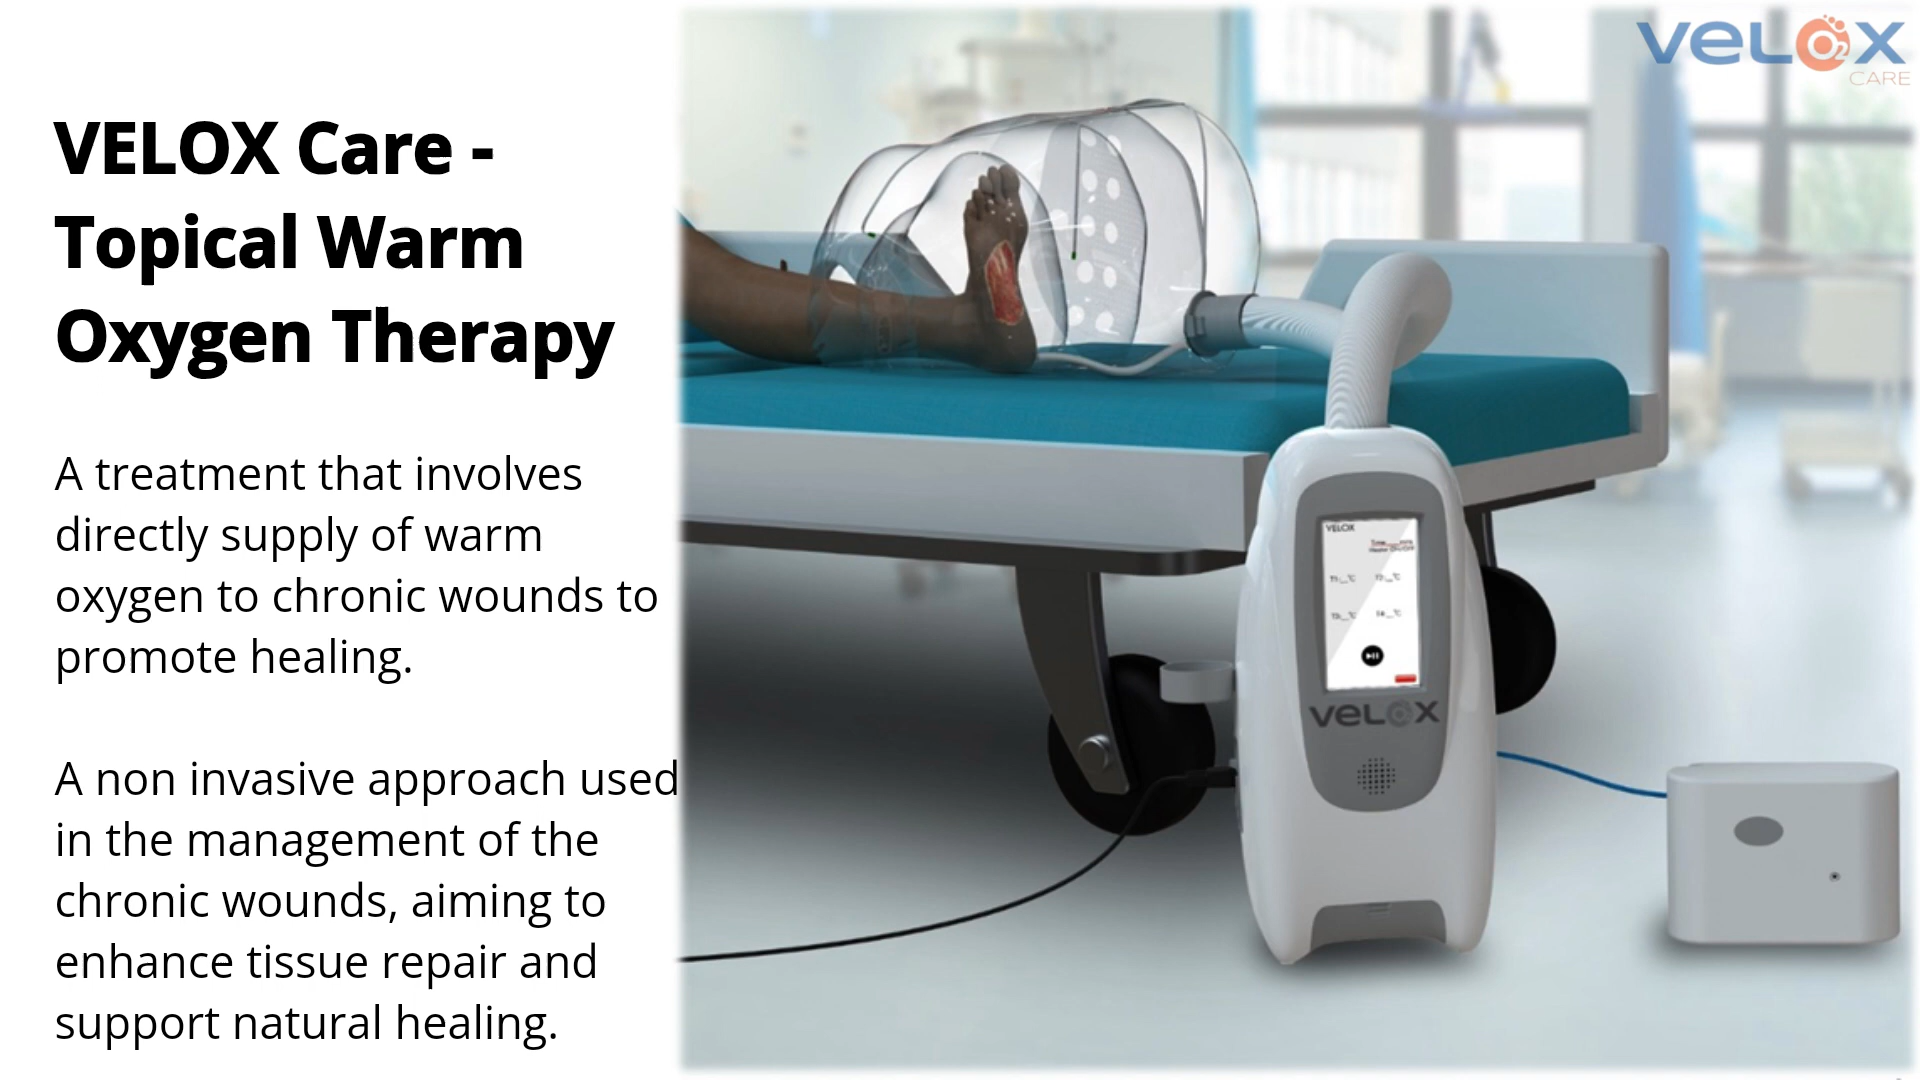 VELOX
CARE
VELOX Care -
Topical Warm
Oxygen Therapy
A treatment that involves
directly supply of warm
oxygen to chronic wounds to
promote healing.
A non invasive approach used
in the management of the
chronic wounds, aiming to
enhance tissue repair and
support natural healing.
VELOX
VELOX